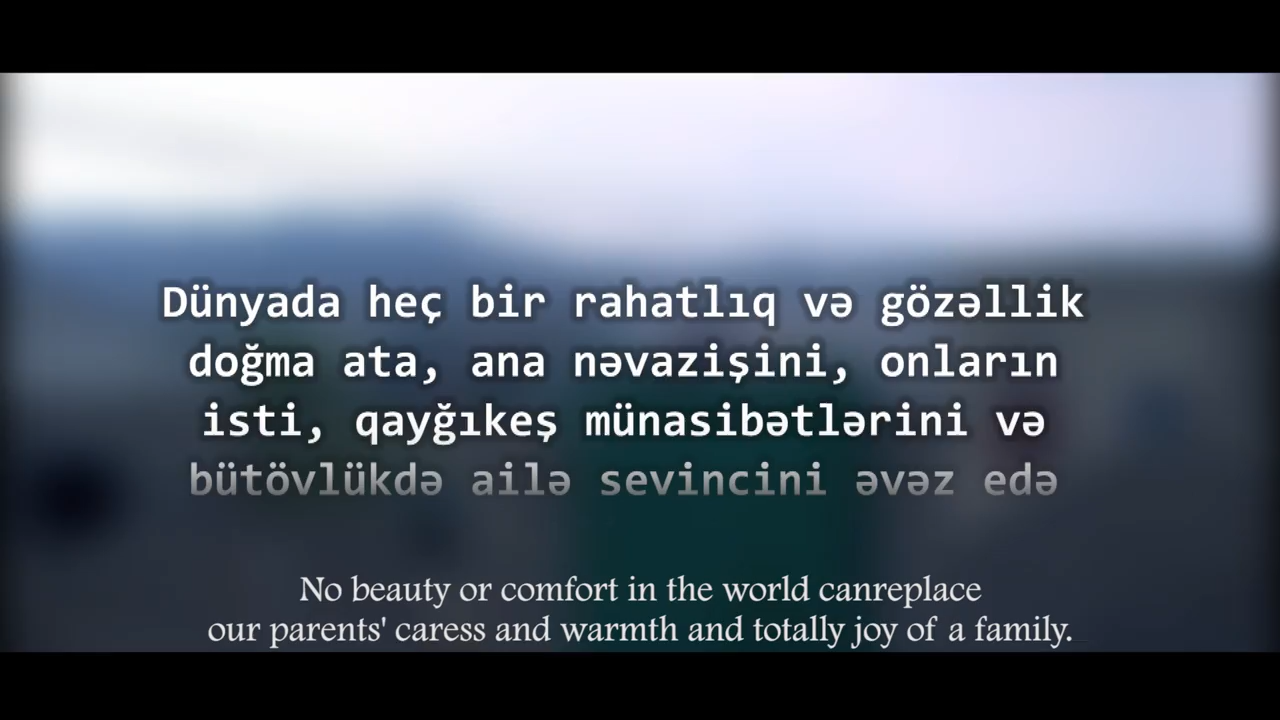 Dünyada heç bir rahatlıq və gözəllik
doğma ata, ana nəvazişini, onların
isti, qayğıkeş münasibətlərini və
bütövlükdə ailə sevincini əvəz edə
No beauty or comfort in the world canreplace
our parents' caress and warmth and totally joy of a family.